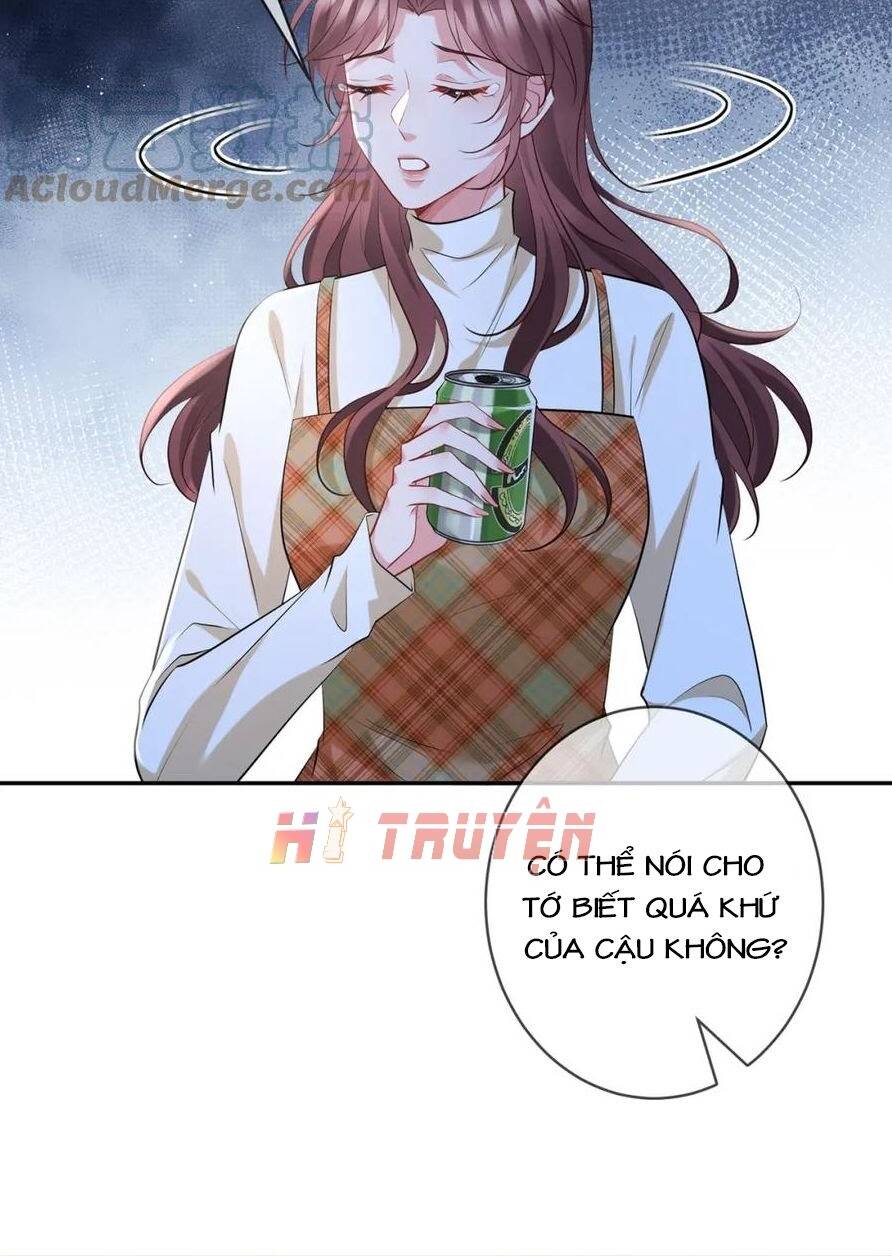 ACloudMerge.com
HI TRUYỆN
CÓ THỂ NÓI CHO
TỚ BIẾT QUÁ KHỨ
CỦA CẬU KHÔNG?